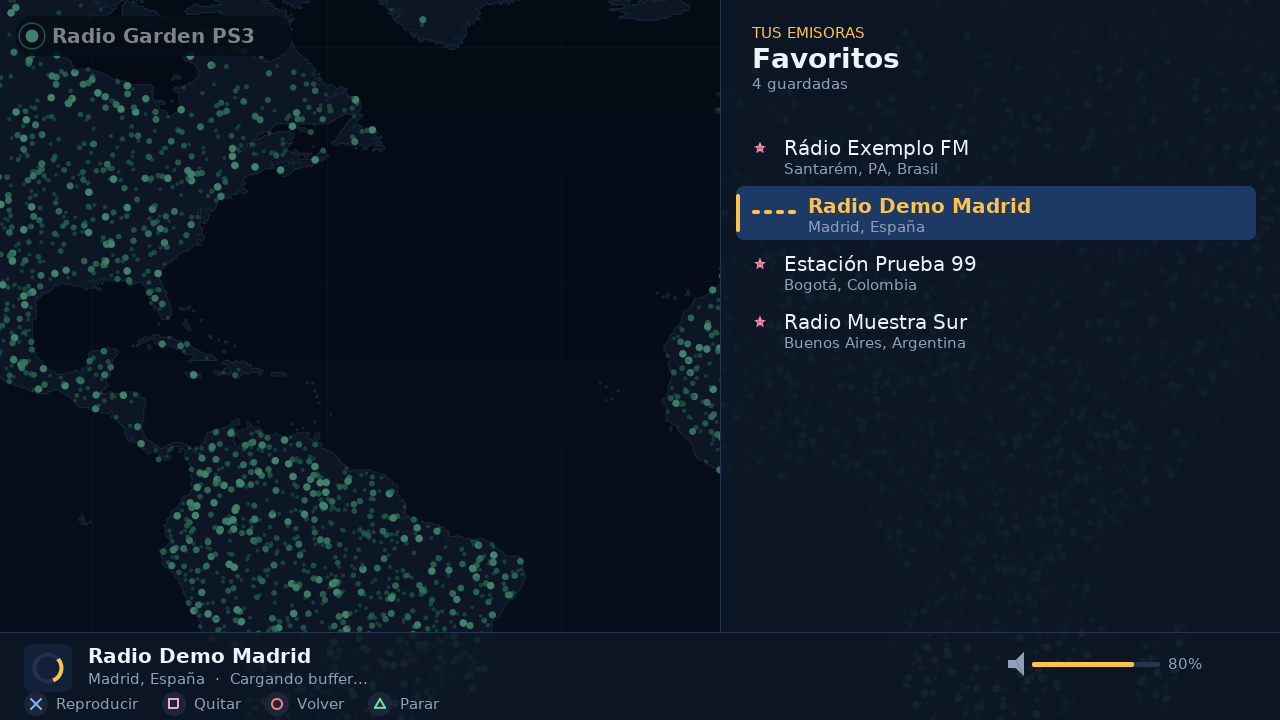 Radio Garden PS3
TUS EMISORAS
Favoritos
4 guardadas
Rádio Exemplo FM
Santarém, PA, Brasil
Radio Demo Madrid
Madrid, España
Estación Prueba 99
Bogotá, Colombia
Radio Muestra Sur
Buenos Aires, Argentina
Radio Demo Madrid
Madrid, España · Cargando buffer...
80%
Reproducir Quitar Volver Parar